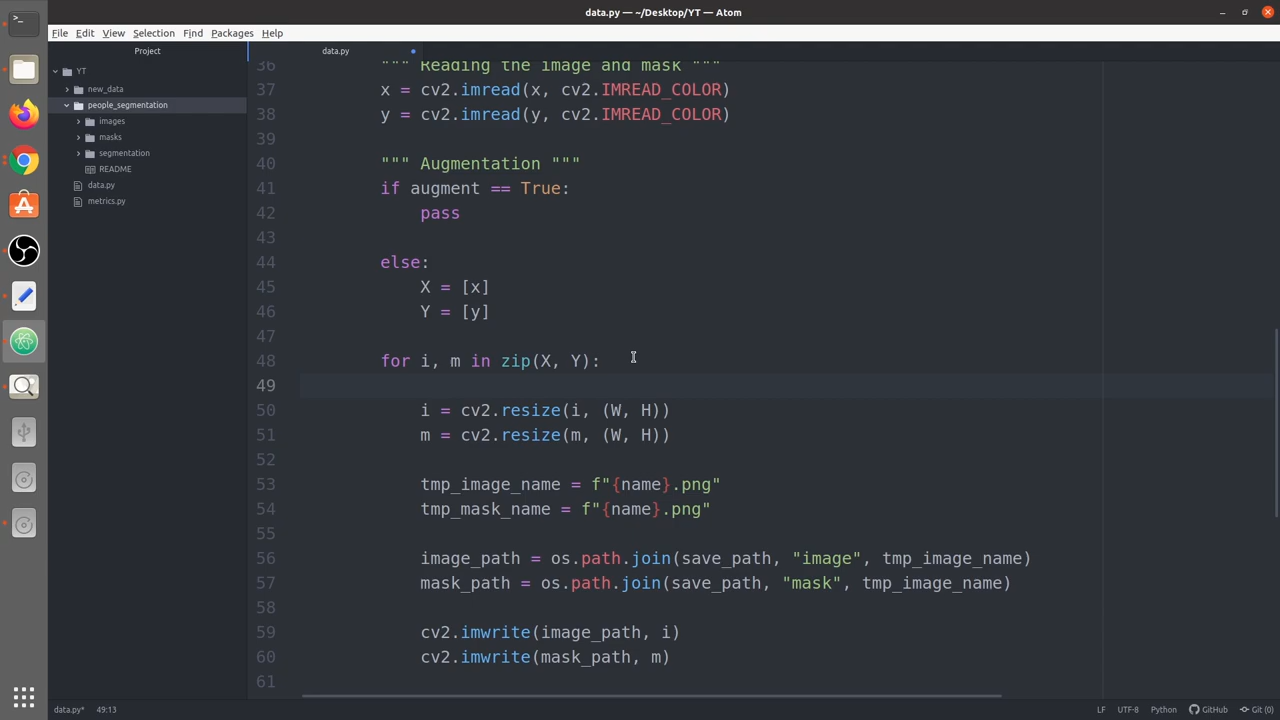 data.py — ~/Desktop/YT — Atom
File Edit View Selection Find Packages Help
Project
data.py
YT
new_data
people_segmentation
images
masks
segmentation
README
data.py
metrics.py
36 """ Reading the image and mask """
37 x = cv2.imread(x, cv2.IMREAD_COLOR)
38 y = cv2.imread(y, cv2.IMREAD_COLOR)
39
40 """ Augmentation """
41 if augment == True:
42 pass
43
44 else:
45 X = [x]
46 Y = [y]
47
48 for i, m in zip(X, Y):
49
50 i = cv2.resize(i, (W, H))
51 m = cv2.resize(m, (W, H))
52
53 tmp_image_name = f"{name}.png"
54 tmp_mask_name = f"{name}.png"
55
56 image_path = os.path.join(save_path, "image", tmp_image_name)
57 mask_path = os.path.join(save_path, "mask", tmp_image_name)
58
59 cv2.imwrite(image_path, i)
60 cv2.imwrite(mask_path, m)
61
data.py* 49:13 LF UTF-8 Python GitHub Git (0)